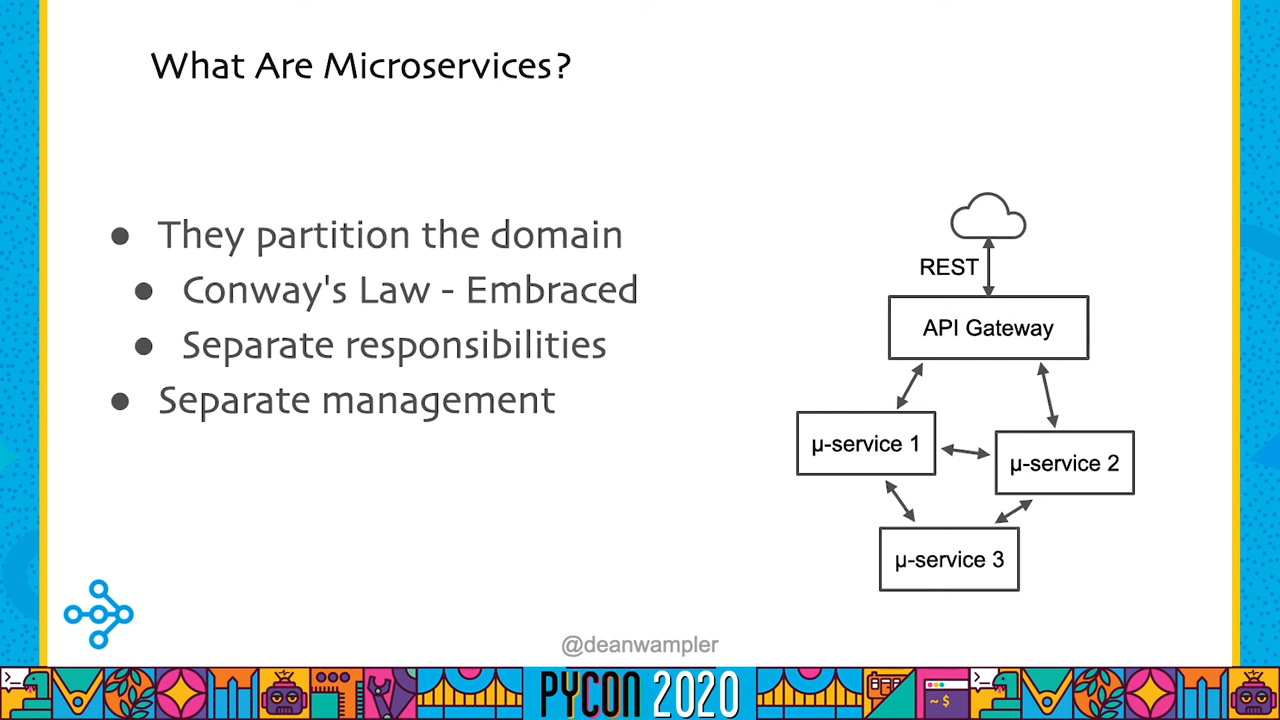 What Are Microservices?
● They partition the domain
● Conway's Law - Embraced
● Separate responsibilities
● Separate management
REST
API Gateway
μ-service 1
μ-service 2
μ-service 3
@deanwampler
PYCON 2020
>_
~$